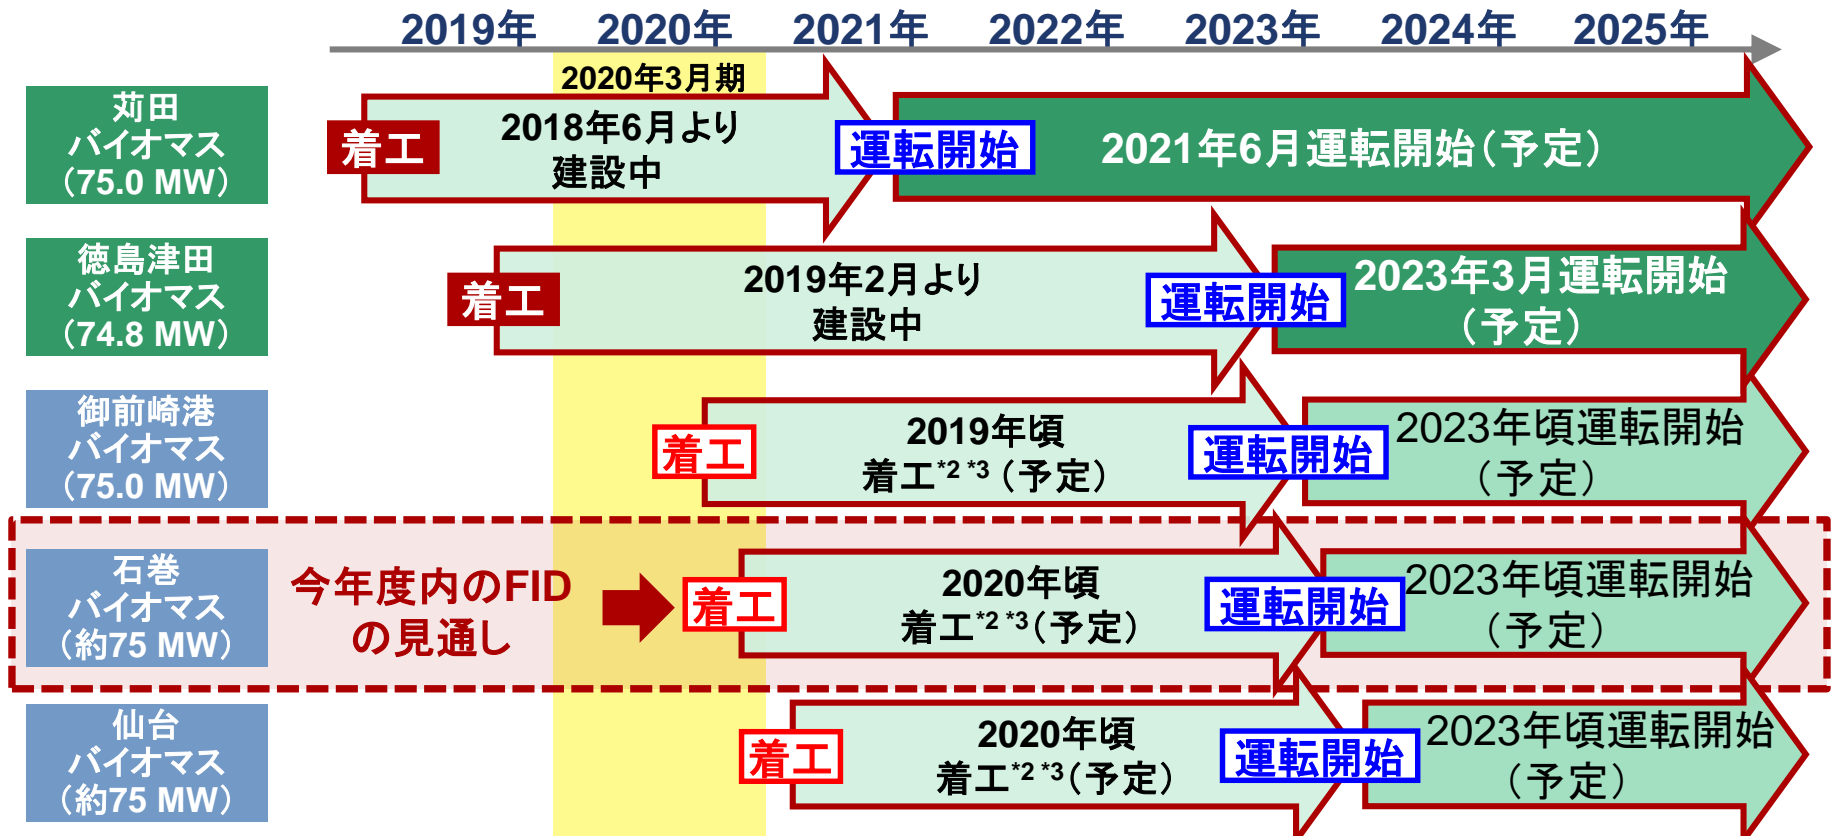 2019年 2020年 2021年 2022年 2023年 2024年 2025年
2020年3月期
苅田
バイオマス
(75.0 MW)
着工
2018年6月より
建設中
運転開始
2021年6月運転開始(予定)
徳島津田
バイオマス
(74.8 MW)
着工
2019年2月より
建設中
運転開始
2023年3月運転開始
(予定)
御前崎港
バイオマス
(75.0 MW)
着工
2019年頃
着工*2 *3 (予定)
運転開始
2023年頃運転開始
(予定)
石巻
バイオマス
(約75 MW)
今年度内のFID
の見通し
着工
2020年頃
着工*2 *3(予定)
運転開始
2023年頃運転開始
(予定)
仙台
バイオマス
(約75 MW)
着工
2020年頃
着工*2 *3(予定)
運転開始
2023年頃運転開始
(予定)